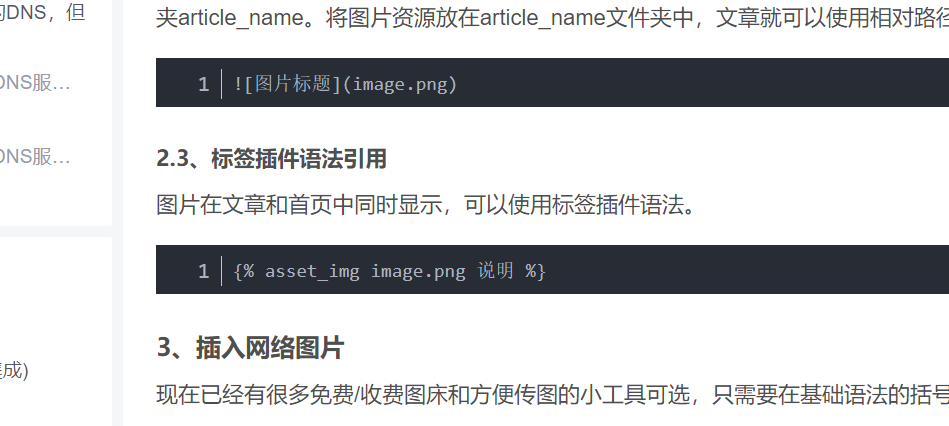 DNS，但
DNS服...
DNS服...
成)
夹article_name。将图片资源放在article_name文件夹中，文章就可以使用相对路径
1 ![图片标题](image.png)
2.3、标签插件语法引用
图片在文章和首页中同时显示，可以使用标签插件语法。
1 {% asset_img image.png 说明 %}
3、插入网络图片
现在已经有很多免费/收费图床和方便传图的小工具可选，只需要在基础语法的括号